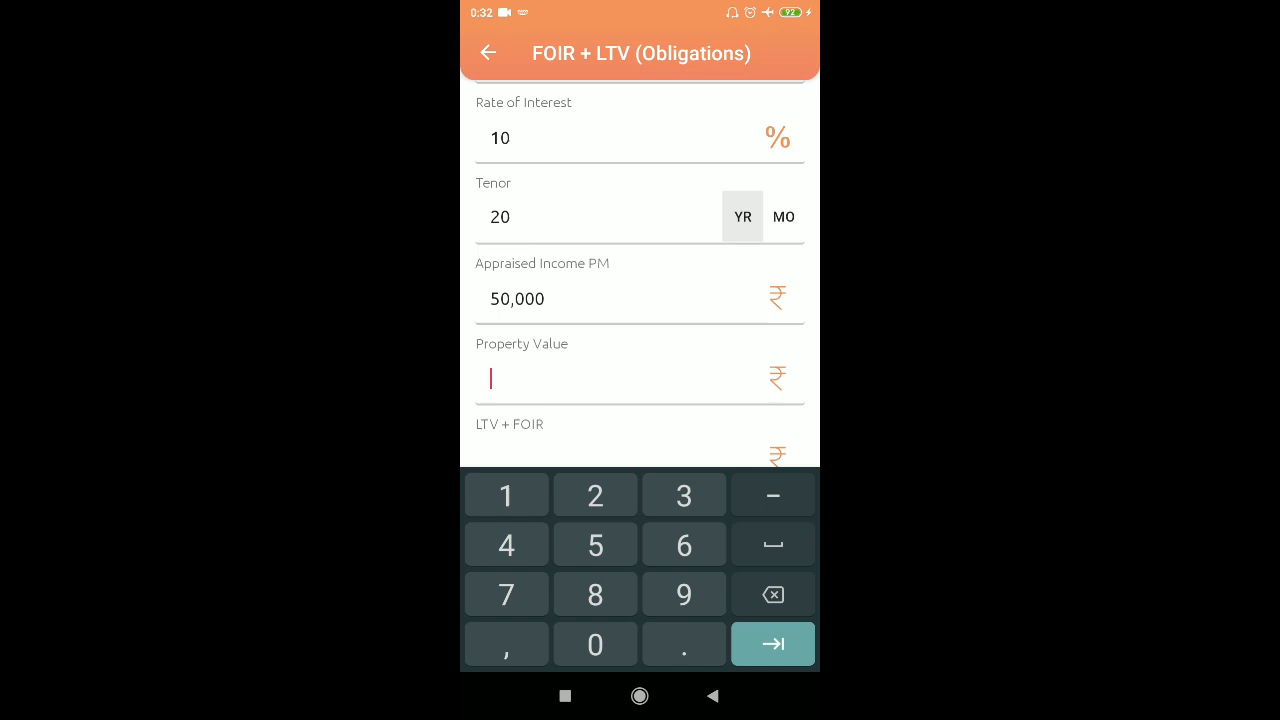 0:32 92
FOIR + LTV (Obligations)
Rate of Interest
10 %
Tenor
20 YR MO
Appraised Income PM
50,000 ₹
Property Value
₹
LTV + FOIR
₹
1 2 3 -
4 5 6
7 8 9
, 0 .